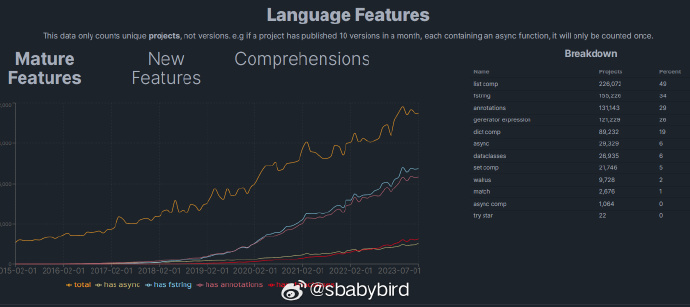 Language Features
This data only counts unique projects, not versions. e.g if a project has published 10 versions in a month, each containing an async function, it will only be counted once.
Mature Features
New Features
Comprehensions
Breakdown
Name Projects Percent
list comp 226,072 49
fstring 34
annotations 131,143 29
generator expression 121,229 26
dict comp 89,232 19
async 29,329 6
dataclasses 26,935 6
set comp 21,746 5
walrus 9,728 2
match 2,676 1
async comp 1,064 0
try star 22 0
2015-02-01 2016-02-01 2017-02-01 2018-02-01 2019-02-01 2020-02-01 2021-02-01 2022-02-01 2023-07-01
total has async has fstring has annotations
@sbabybird